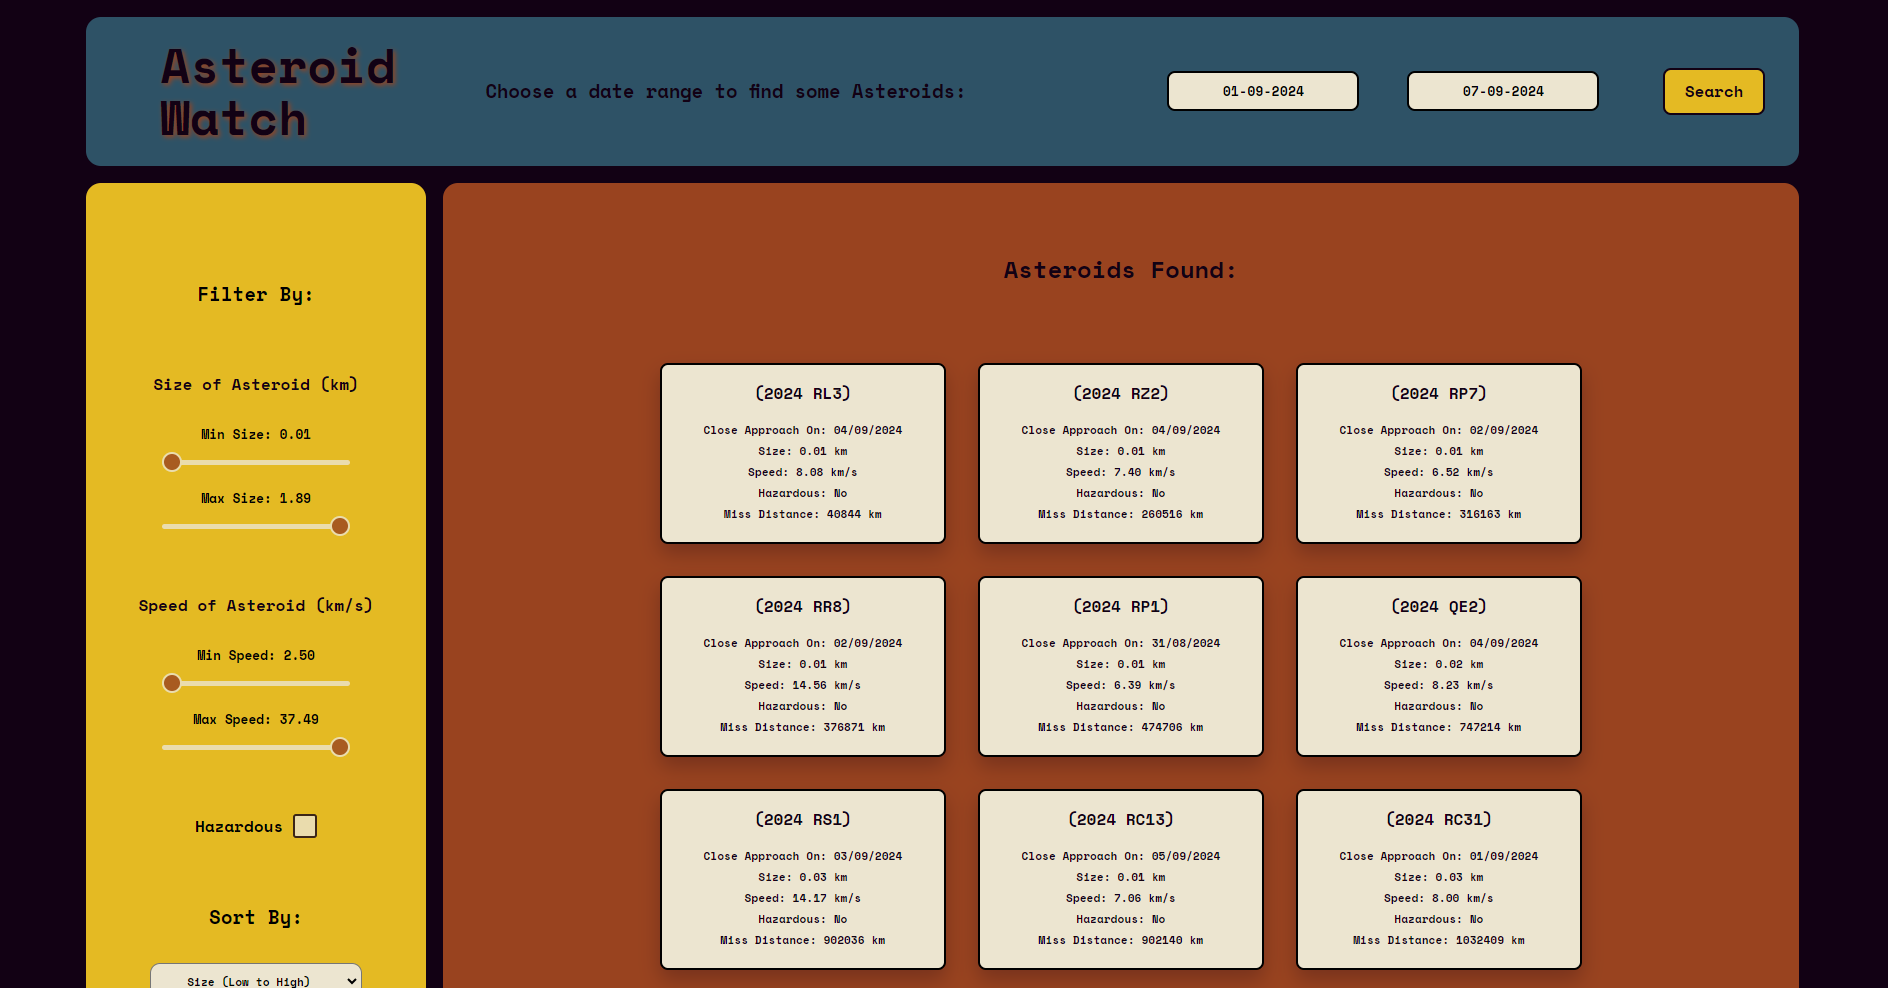 Asteroid
Watch
Choose a date range to find some Asteroids:
01-09-2024
07-09-2024
Search
Filter By:
Size of Asteroid (km)
Min Size: 0.01
Max Size: 1.89
Speed of Asteroid (km/s)
Min Speed: 2.50
Max Speed: 37.49
Hazardous
Sort By:
Size (Low to High)
Asteroids Found:
(2024 RL3)
Close Approach On: 04/09/2024
Size: 0.01 km
Speed: 8.08 km/s
Hazardous: No
Miss Distance: 40844 km
(2024 RZ2)
Close Approach On: 04/09/2024
Size: 0.01 km
Speed: 7.40 km/s
Hazardous: No
Miss Distance: 260516 km
(2024 RP7)
Close Approach On: 02/09/2024
Size: 0.01 km
Speed: 6.52 km/s
Hazardous: No
Miss Distance: 316163 km
(2024 RR8)
Close Approach On: 02/09/2024
Size: 0.01 km
Speed: 14.56 km/s
Hazardous: No
Miss Distance: 376871 km
(2024 RP1)
Close Approach On: 31/08/2024
Size: 0.01 km
Speed: 6.39 km/s
Hazardous: No
Miss Distance: 474706 km
(2024 QE2)
Close Approach On: 04/09/2024
Size: 0.02 km
Speed: 8.23 km/s
Hazardous: No
Miss Distance: 747214 km
(2024 RS1)
Close Approach On: 03/09/2024
Size: 0.03 km
Speed: 14.17 km/s
Hazardous: No
Miss Distance: 902036 km
(2024 RC13)
Close Approach On: 05/09/2024
Size: 0.01 km
Speed: 7.06 km/s
Hazardous: No
Miss Distance: 902140 km
(2024 RC31)
Close Approach On: 01/09/2024
Size: 0.03 km
Speed: 8.00 km/s
Hazardous: No
Miss Distance: 1032409 km